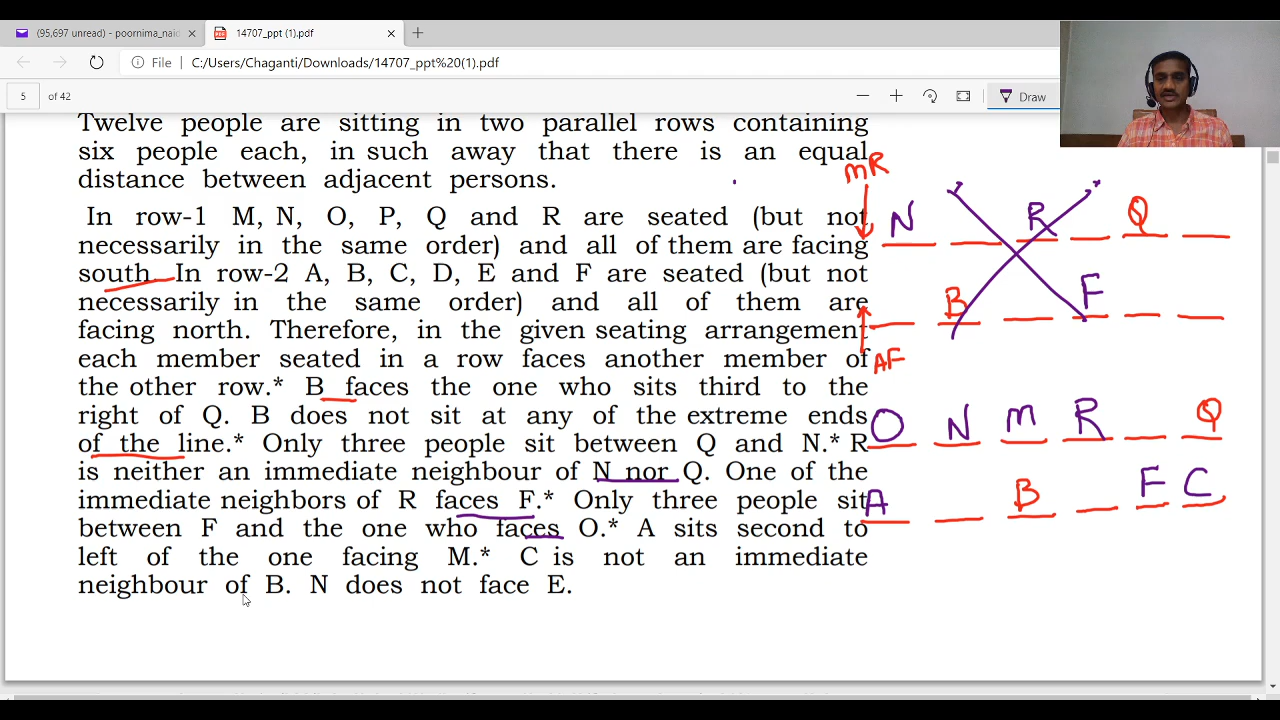 (95,697 unread) - poornima_naid
14707_ppt (1).pdf
File
C:/Users/Chaganti/Downloads/14707_ppt%20(1).pdf
5 of 42
Draw
Twelve people are sitting in two parallel rows containing
six people each, in such away that there is an equal
distance between adjacent persons.
In row-1 M, N, O, P, Q and R are seated (but not
necessarily in the same order) and all of them are facing
south. In row-2 A, B, C, D, E and F are seated (but not
necessarily in the same order) and all of them are
facing north. Therefore, in the given seating arrangement
each member seated in a row faces another member of
the other row.* B faces the one who sits third to the
right of Q. B does not sit at any of the extreme ends
of the line.* Only three people sit between Q and N.* R
is neither an immediate neighbour of N nor Q. One of the
immediate neighbors of R faces F.* Only three people sit
between F and the one who faces O.* A sits second to
left of the one facing M.* C is not an immediate
neighbour of B. N does not face E.
MR
N R Q
B F
AF
O N M R Q
A B F C